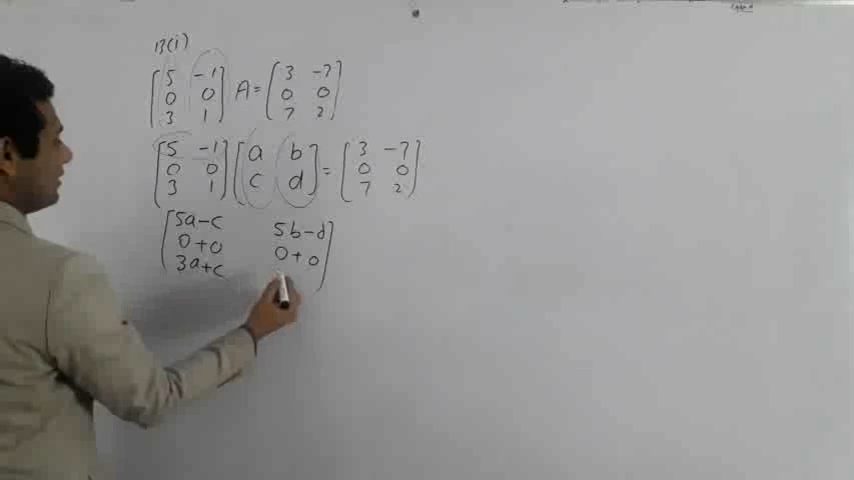 13(i)
[5 -1] A = [3 -7]
[0 0] [0 0]
[3 1] [7 2]
[5 -1] [a b] = [3 -7]
[0 0] [c d] [0 0]
[3 1] [7 2]
[5a-c 5b-d]
[0+0 0+0]
[3a+c